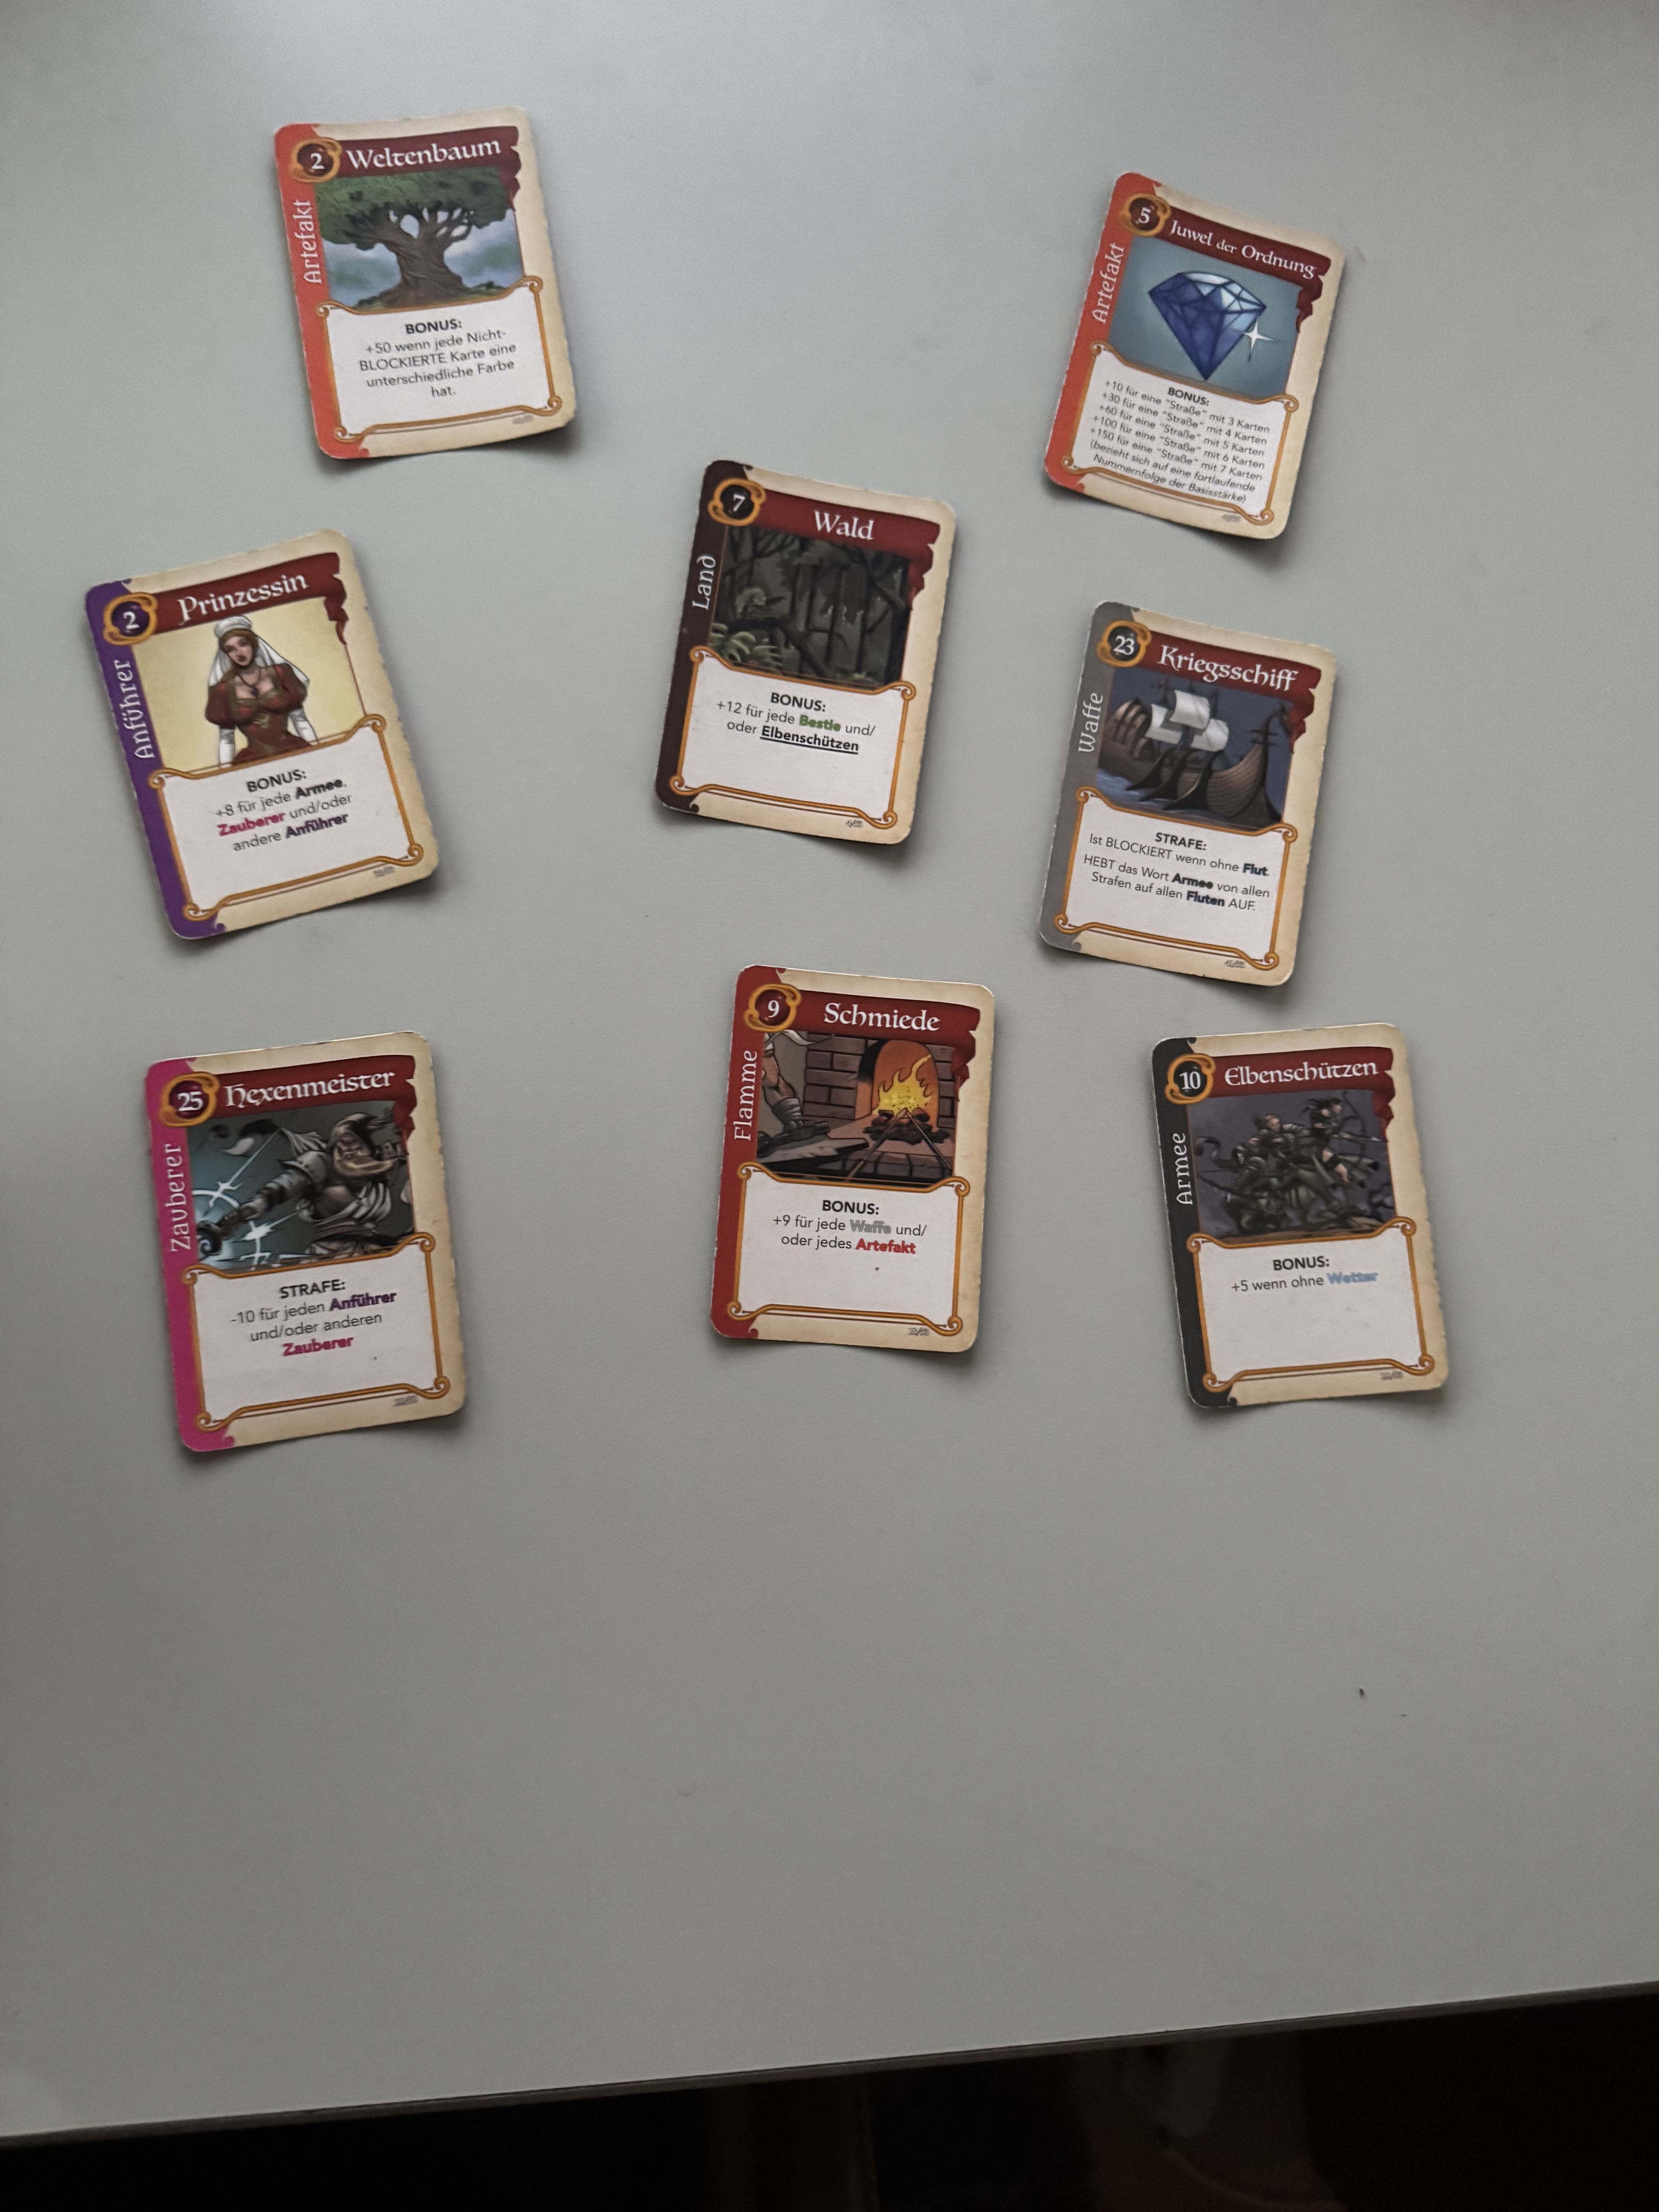 2 Weltenbaum
Artefakt
BONUS:
+50 wenn jede Nicht-
BLOCKIERTE Karte eine
unterschiedliche Farbe
hat.
5 Juwel der Ordnung
Artefakt
BONUS:
+10 für eine "Straße" mit 3 Karten
+30 für eine "Straße" mit 4 Karten
+60 für eine "Straße" mit 5 Karten
+100 für eine "Straße" mit 6 Karten
+150 für eine "Straße" mit 7 Karten
(bezieht sich auf eine fortlaufende
Nummernfolge der Basisstärke)
2 Prinzessin
Anführer
BONUS:
+8 für jede Armee,
Zauberer und/oder
andere Anführer
7 Wald
Land
BONUS:
+12 für jede Bestie und/
oder Elbenschützen
23 Kriegsschiff
Waffe
STRAFE:
Ist BLOCKIERT wenn ohne Flut.
HEBT das Wort Armee von allen
Strafen auf allen Fluten AUF.
25 Hexenmeister
Zauberer
STRAFE:
-10 für jeden Anführer
und/oder anderen
Zauberer
9 Schmiede
Flamme
BONUS:
+9 für jede Waffe und/
oder jedes Artefakt
10 Elbenschützen
Armee
BONUS:
+5 wenn ohne Wetter